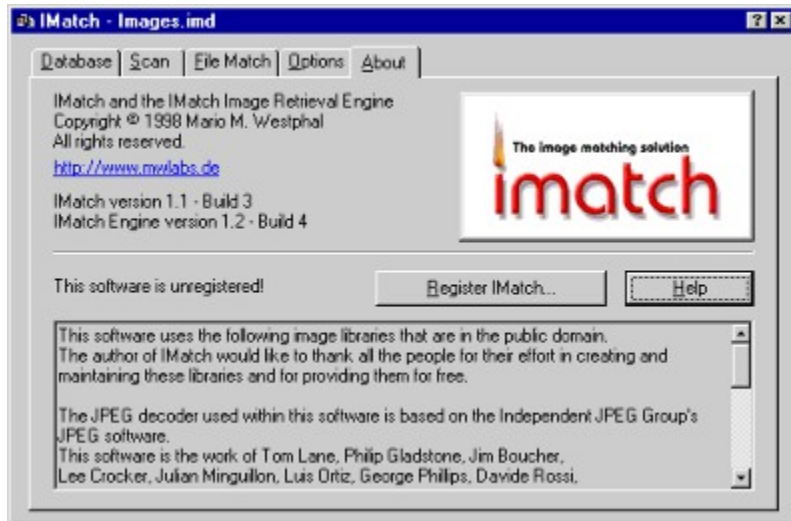 IMatch - Images.imd
Database Scan File Match Options About
IMatch and the IMatch Image Retrieval Engine
Copyright © 1998 Mario M. Westphal
All rights reserved.
http://www.mwlabs.de
IMatch version 1.1 - Build 3
IMatch Engine version 1.2 - Build 4
The image matching solution
imatch
This software is unregistered!
Register IMatch...
Help
This software uses the following image libraries that are in the public domain.
The author of IMatch would like to thank all the people for their effort in creating and
maintaining these libraries and for providing them for free.
The JPEG decoder used within this software is based on the Independent JPEG Group's
JPEG software.
This software is the work of Tom Lane, Philip Gladstone, Jim Boucher,
Lee Crocker, Julian Minguillon, Luis Ortiz, George Phillips, Davide Rossi,